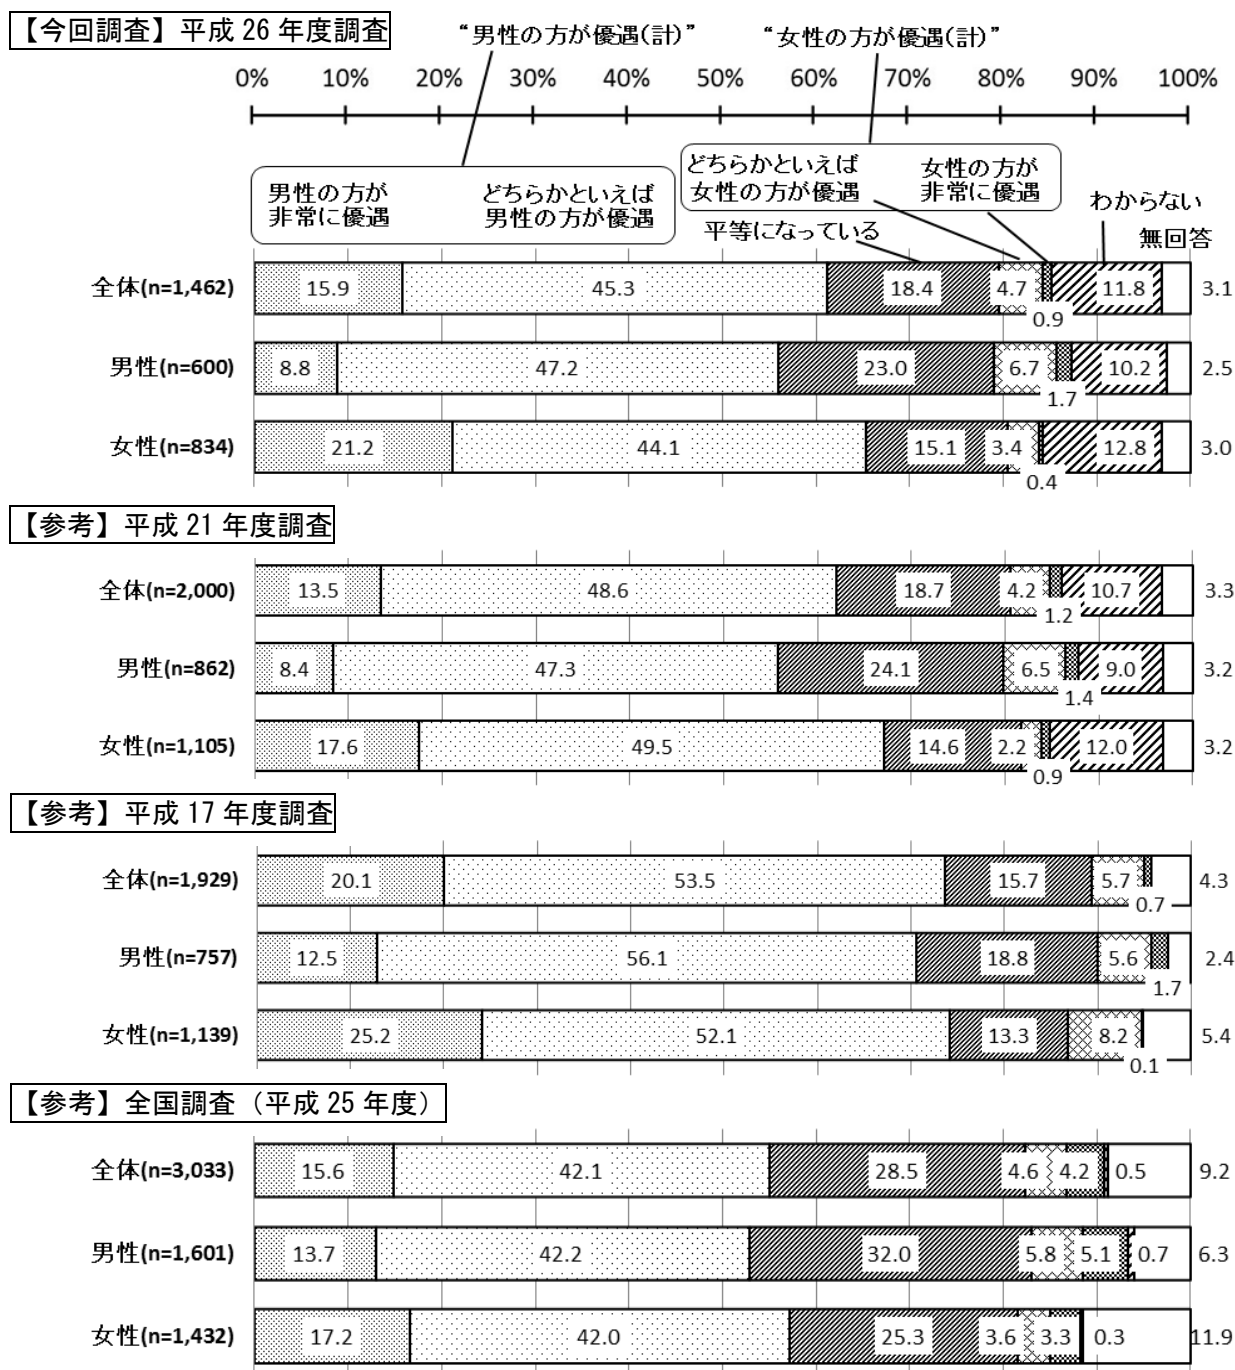 【今回調査】平成 26 年度調査
“男性の方が優遇(計)”
“女性の方が優遇(計)”
0% 10% 20% 30% 40% 50% 60% 70% 80% 90% 100%
男性の方が
非常に優遇
どちらかといえば
男性の方が優遇
どちらかといえば
女性の方が優遇
女性の方が
非常に優遇
平等になっている
わからない
無回答
全体(n=1,462) 15.9 45.3 18.4 4.7 0.9 11.8 3.1
男性(n=600) 8.8 47.2 23.0 6.7 1.7 10.2 2.5
女性(n=834) 21.2 44.1 15.1 3.4 0.4 12.8 3.0
【参考】平成 21 年度調査
全体(n=2,000) 13.5 48.6 18.7 4.2 1.2 10.7 3.3
男性(n=862) 8.4 47.3 24.1 6.5 1.4 9.0 3.2
女性(n=1,105) 17.6 49.5 14.6 2.2 0.9 12.0 3.2
【参考】平成 17 年度調査
全体(n=1,929) 20.1 53.5 15.7 5.7 0.7 4.3
男性(n=757) 12.5 56.1 18.8 5.6 1.7 2.4
女性(n=1,139) 25.2 52.1 13.3 8.2 0.1 5.4
【参考】全国調査（平成 25 年度）
全体(n=3,033) 15.6 42.1 28.5 4.6 4.2 0.5 9.2
男性(n=1,601) 13.7 42.2 32.0 5.8 5.1 0.7 6.3
女性(n=1,432) 17.2 42.0 25.3 3.6 3.3 0.3 11.9